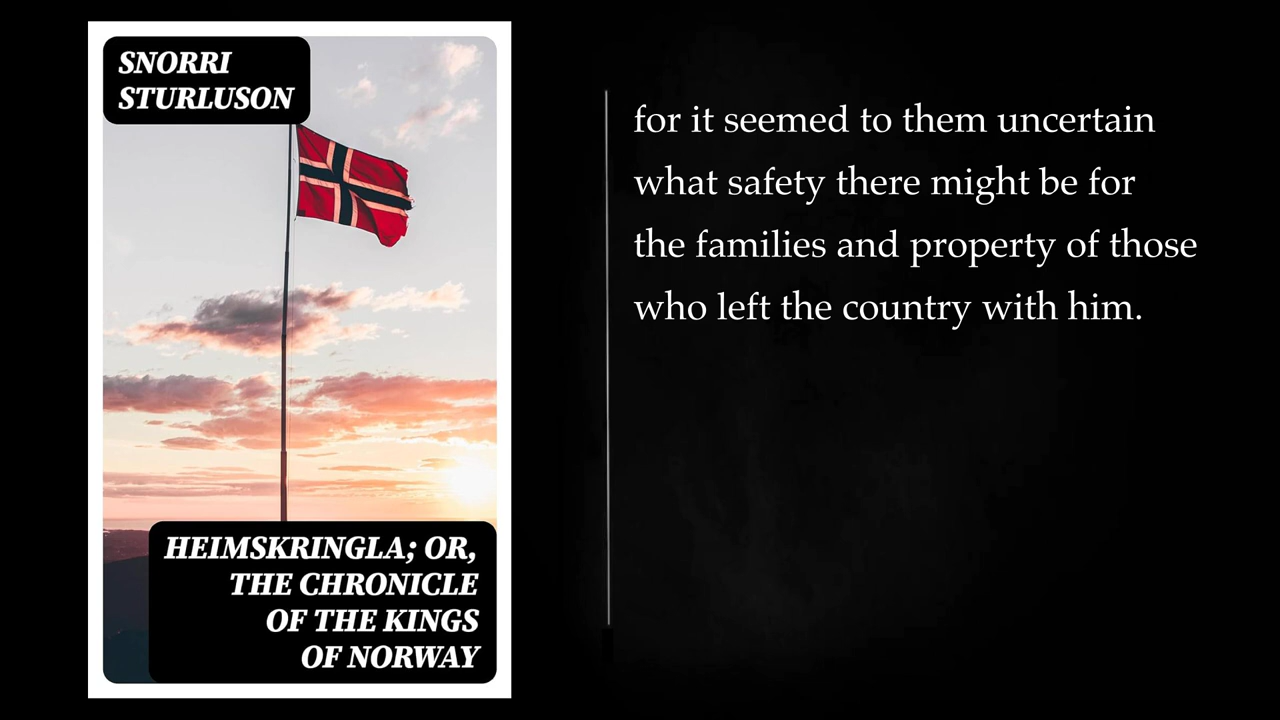 SNORRI
STURLUSON
HEIMSKRINGLA; OR,
THE CHRONICLE
OF THE KINGS
OF NORWAY
for it seemed to them uncertain
what safety there might be for
the families and property of those
who left the country with him.